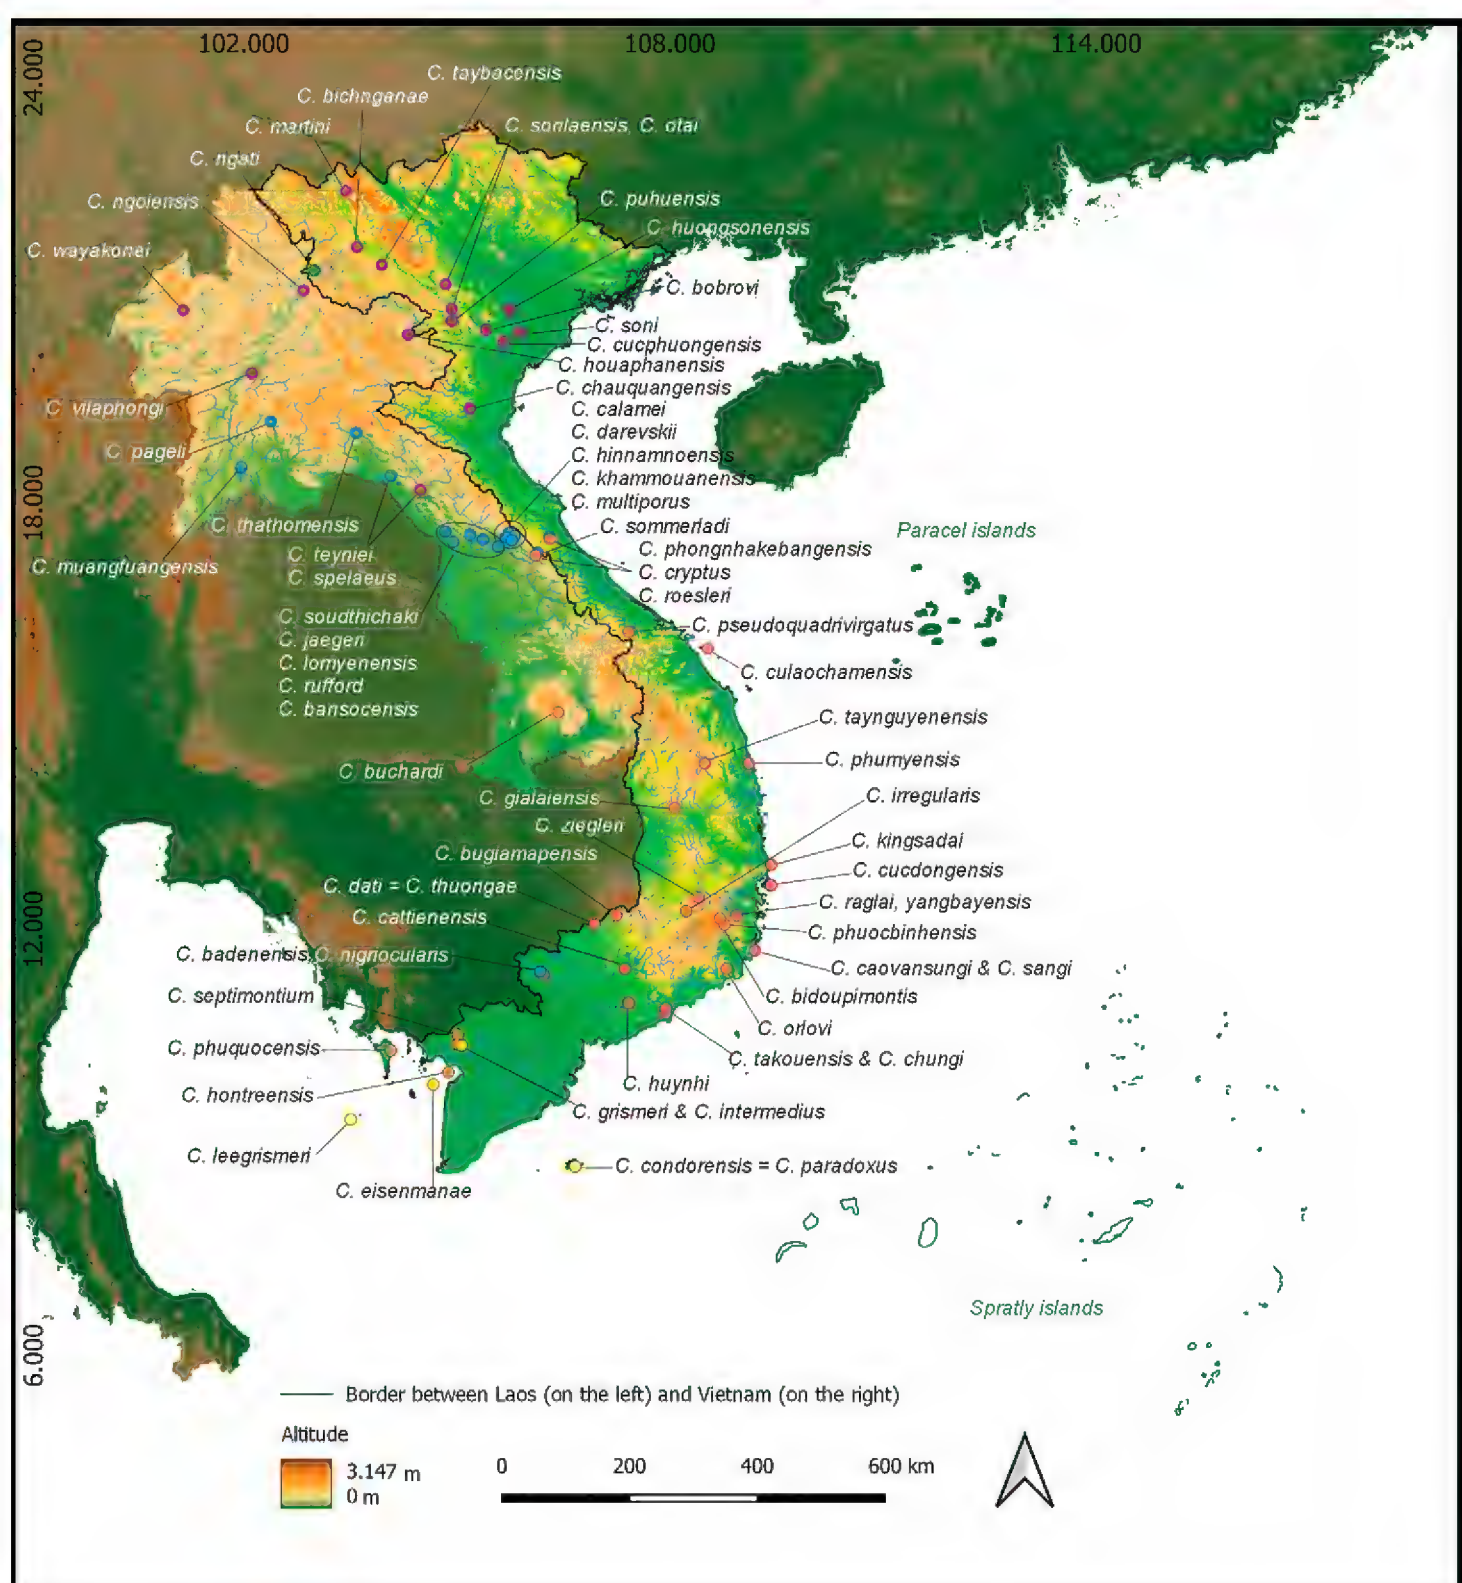 102.000 108.000 114.000
24.000
18.000
12.000
6.000
C. taybacensis
C. bichnganae
C. martini
C. sonlaensis, C. otai
C. ngati
C. ngoiensis
C. puhuensis
C. huongsonensis
C. wayakonei
C. bobrovi
C. soni
C. cucphuongensis
C. houaphanensis
C. chauquangensis
C. vilaphongi
C. calamei
C. darevskii
C. pageli
C. hinnamnoensis
C. khammouanensis
C. multiporus
C. thathomensis
C. sommerladi
Paracel islands
C. teyniei
C. phongnhakebangensis
C. muangfuangensis
C. spelaeus
C. cryptus
C. roesleri
C. soudthichaki
C. pseudoquadrivirgatus
C. jaegeri
C. lomyenensis
C. culaochamensis
C. rufford
C. bansocensis
C. taynguyenensis
C. buchardi
C. phumyensis
C. gialaiensis
C. irregularis
C. ziegleri
C. kingsadai
C. bugiamapensis
C. cucdongensis
C. dati = C. thuongae
C. raglai, yangbayensis
C. cattienensis
C. phuocbinhensis
C. badenensis, C. nigriocularis
C. caovansungi & C. sangi
C. septimontium
C. bidoupimontis
C. orlovi
C. phuquocensis
C. takouensis & C. chungi
C. huynhi
C. hontreensis
C. grismeri & C. intermedius
C. leegrismeri
C. condorensis = C. paradoxus
C. eisenmanae
Spratly islands
Border between Laos (on the left) and Vietnam (on the right)
Altitude
3.147 m
0 m
0 200 400 600 km